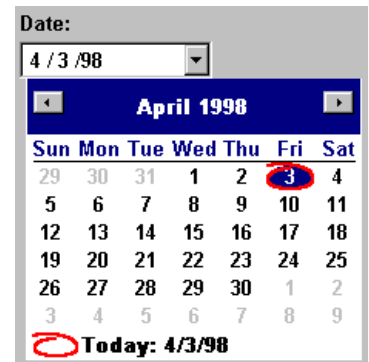 Date:
4 / 3 /98
April 1998
Sun Mon Tue Wed Thu Fri Sat
29 30 31 1 2 3 4
5 6 7 8 9 10 11
12 13 14 15 16 17 18
19 20 21 22 23 24 25
26 27 28 29 30 1 2
3 4 5 6 7 8 9
Today: 4/3/98